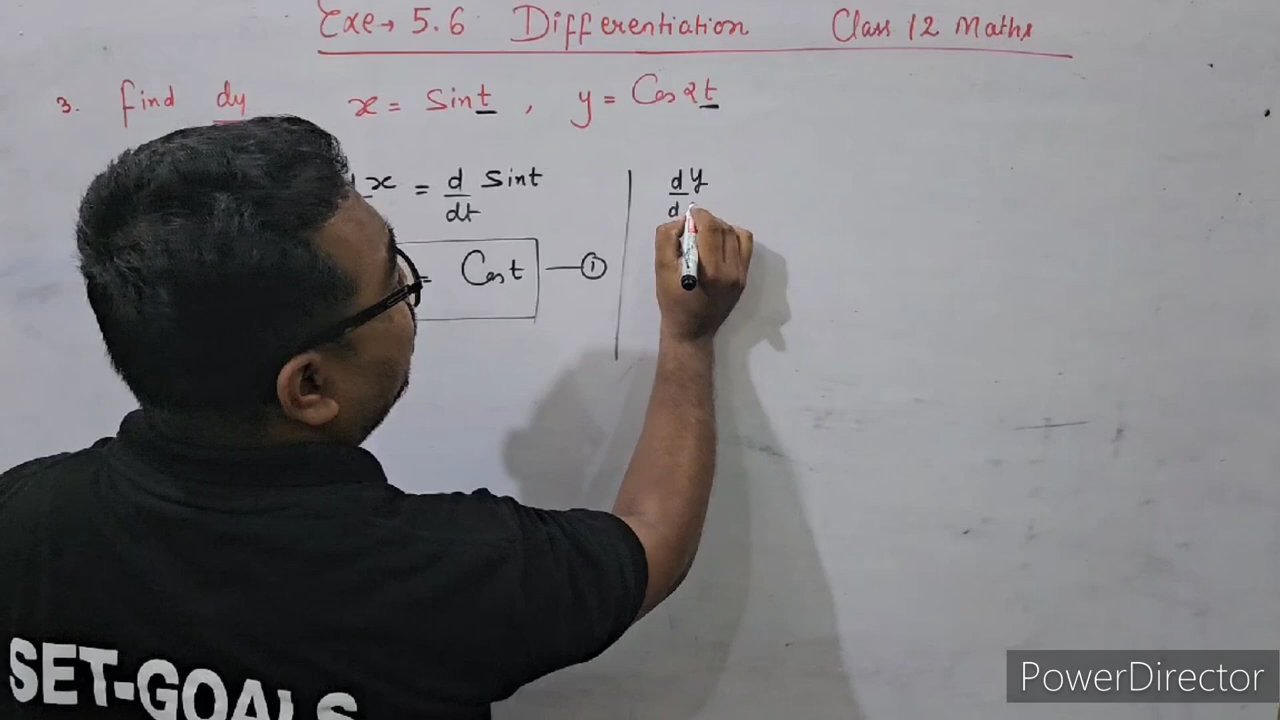 Exe→ 5.6 Differentiation Class 12 Maths
3. find dy x = Sint , y = Cos2t
x = d/dt Sint
= Cost —①
dy
d
SET-GOALS
PowerDirector